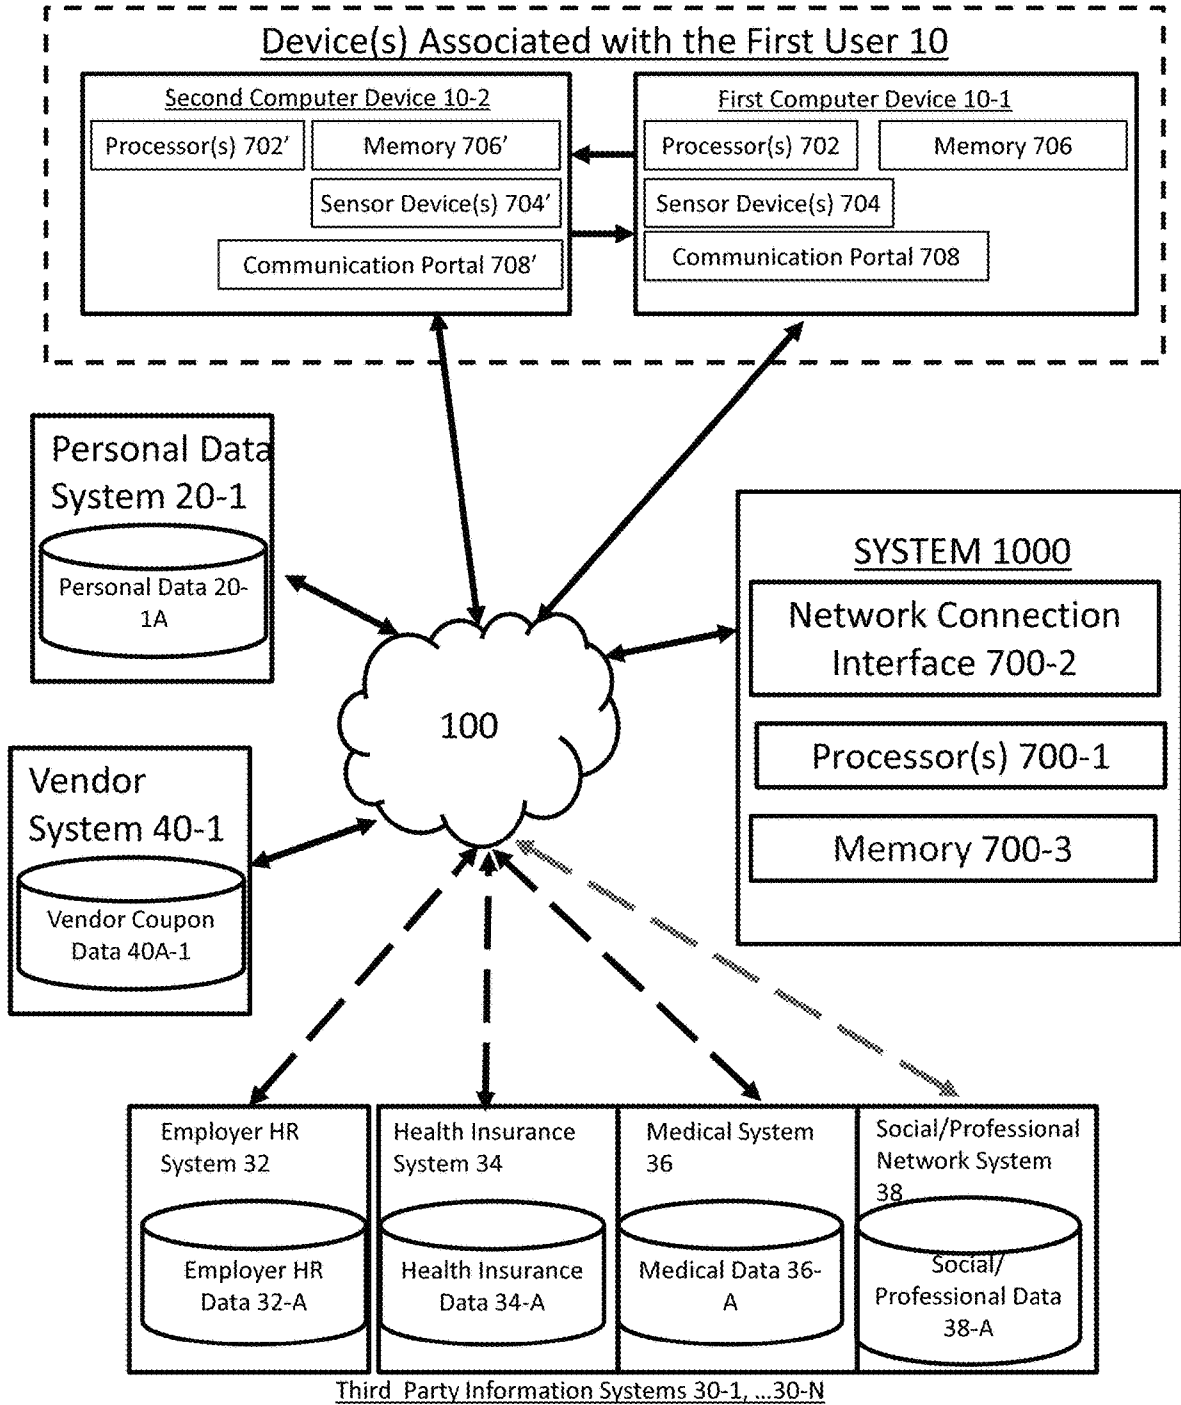 Device(s) Associated with the First User 10
Second Computer Device 10-2
Processor(s) 702’
Memory 706’
Sensor Device(s) 704’
Communication Portal 708’
First Computer Device 10-1
Processor(s) 702
Memory 706
Sensor Device(s) 704
Communication Portal 708
Personal Data
System 20-1
Personal Data 20-
1A
SYSTEM 1000
Network Connection
Interface 700-2
Processor(s) 700-1
Memory 700-3
100
Vendor
System 40-1
Vendor Coupon
Data 40A-1
Employer HR
System 32
Employer HR
Data 32-A
Health Insurance
System 34
Health Insurance
Data 34-A
Medical System
36
Medical Data 36-
A
Social/Professional
Network System
38
Social/
Professional Data
38-A
Third Party Information Systems 30-1, ...30-N